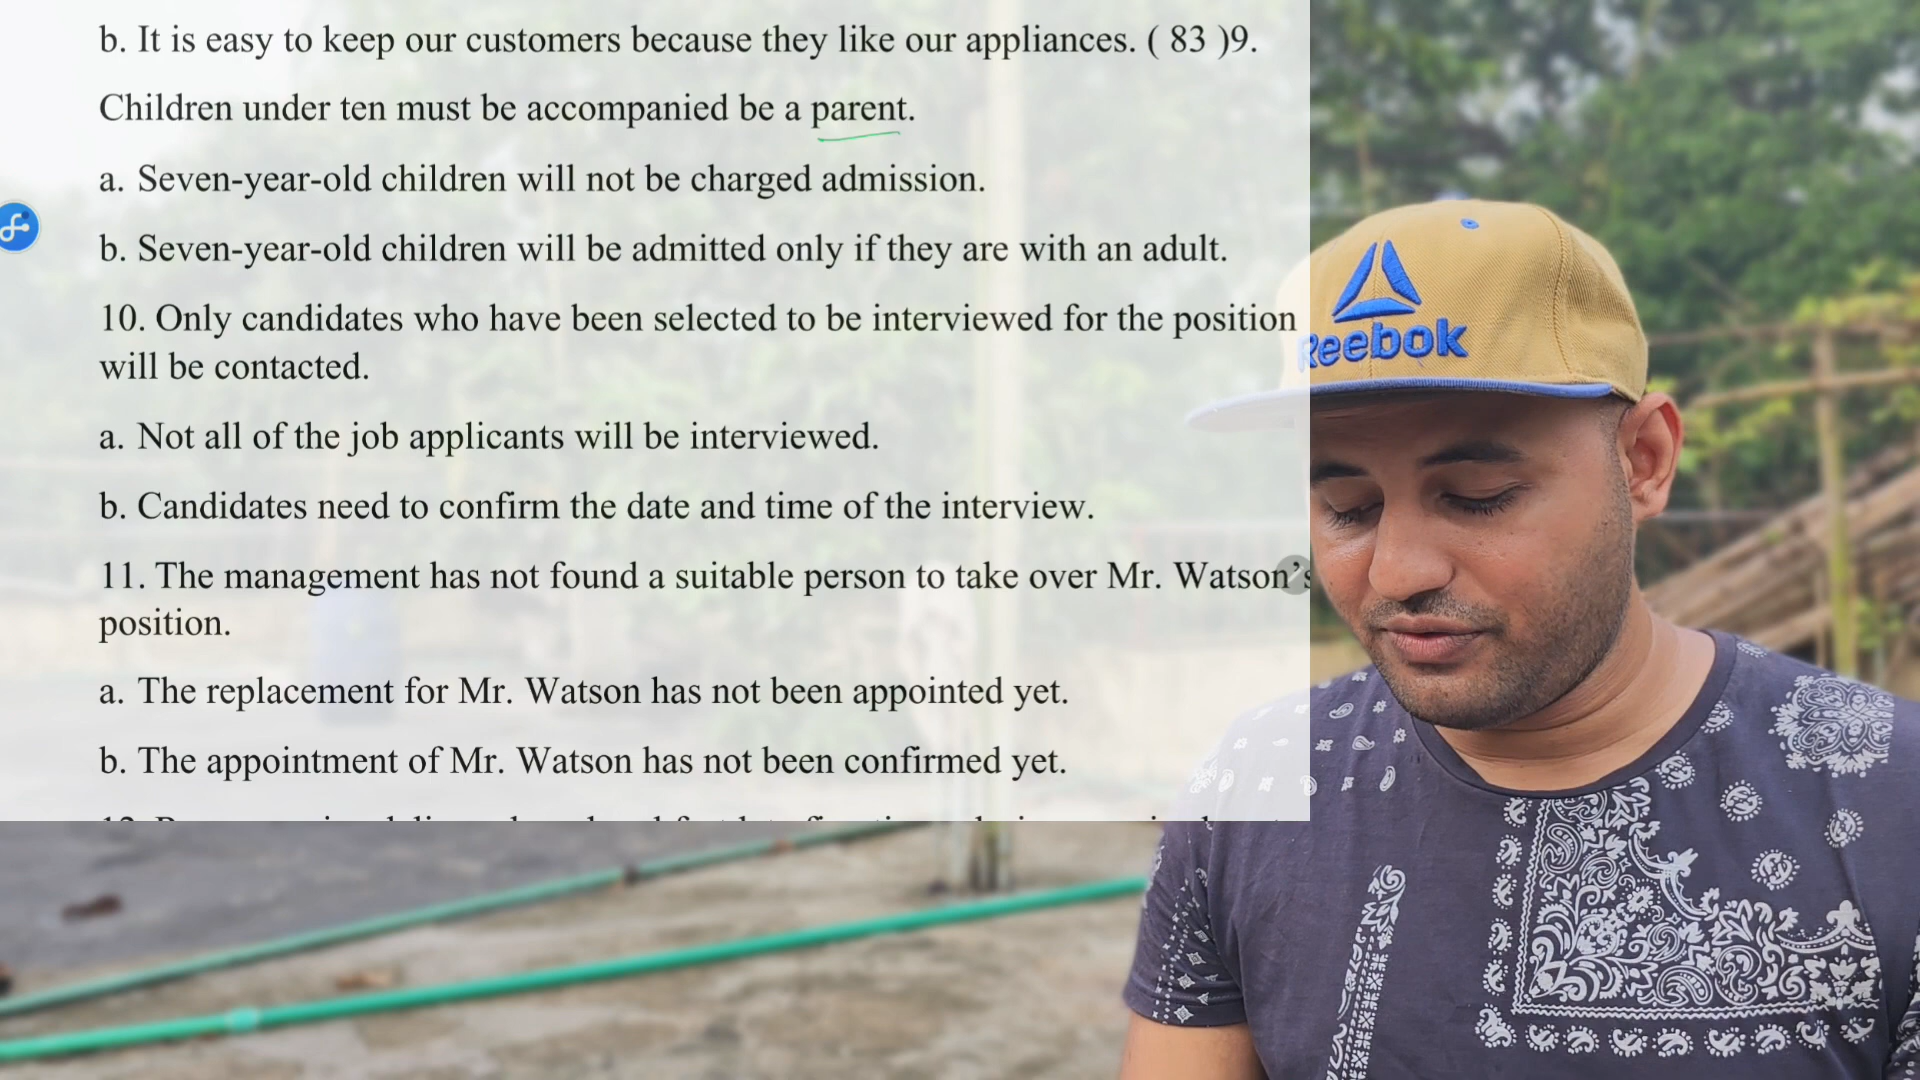 b. It is easy to keep our customers because they like our appliances. ( 83 )9.
Children under ten must be accompanied be a parent.
a. Seven-year-old children will not be charged admission.
b. Seven-year-old children will be admitted only if they are with an adult.
10. Only candidates who have been selected to be interviewed for the position
will be contacted.
a. Not all of the job applicants will be interviewed.
b. Candidates need to confirm the date and time of the interview.
11. The management has not found a suitable person to take over Mr. Watson's
position.
a. The replacement for Mr. Watson has not been appointed yet.
b. The appointment of Mr. Watson has not been confirmed yet.
Reebok